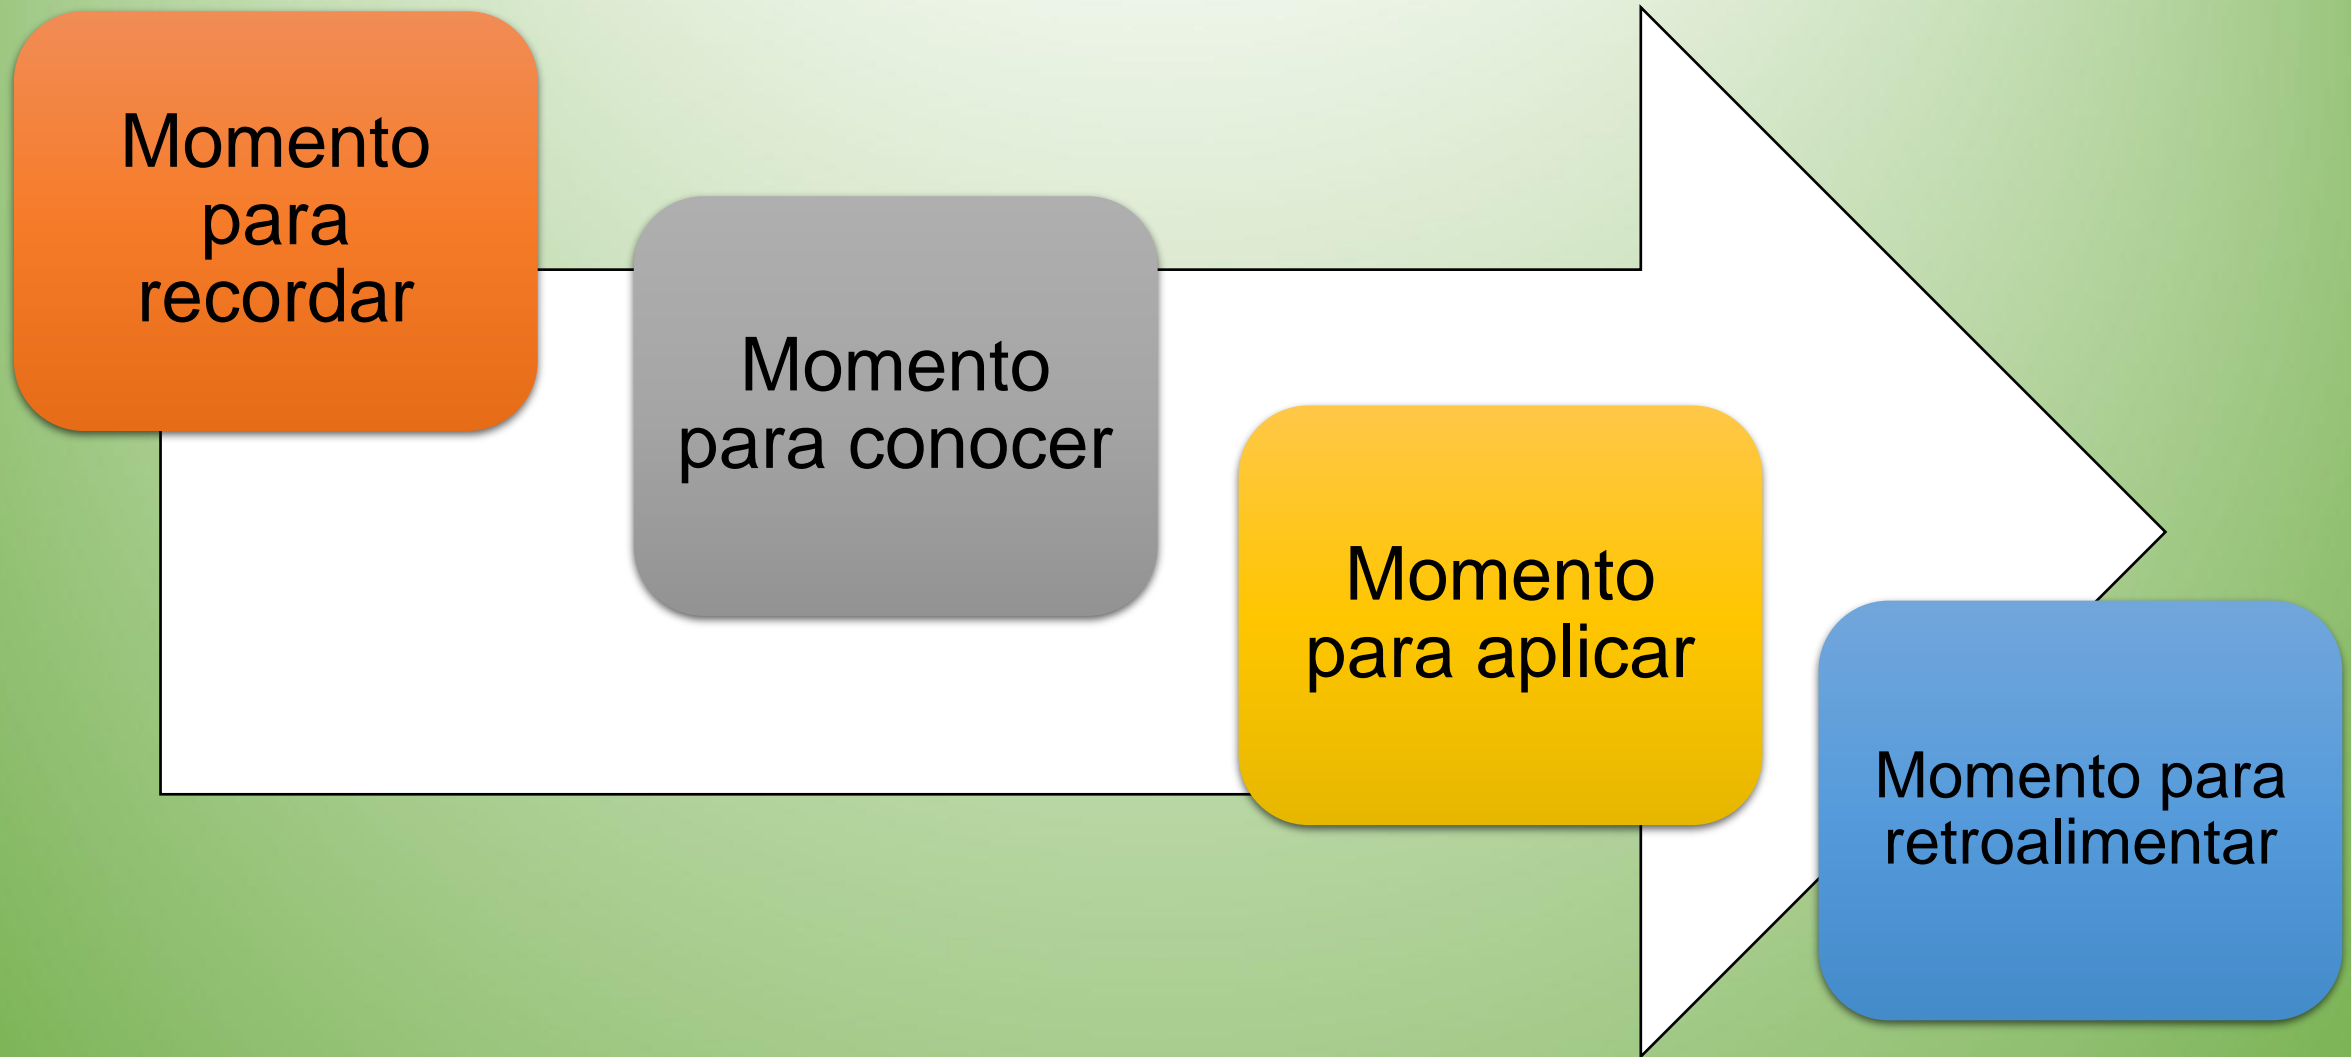 Momento
para
recordar
Momento
para conocer
Momento
para aplicar
Momento para
retroalimentar